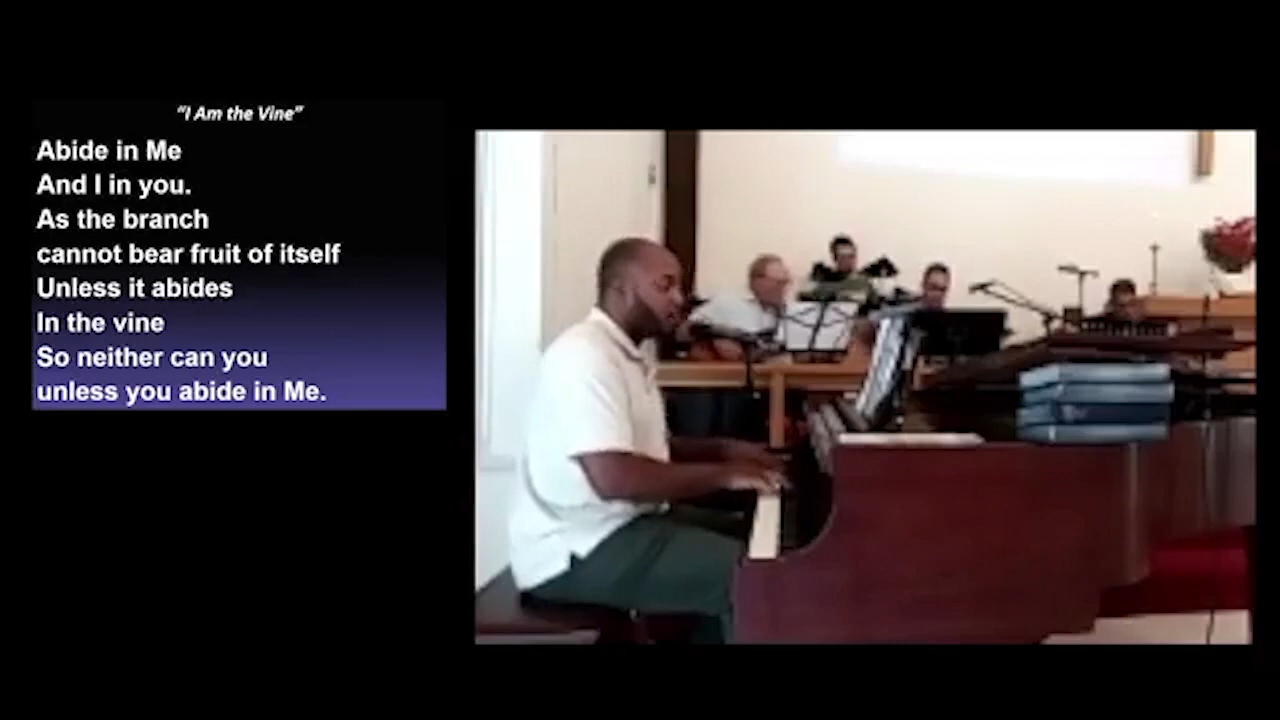 “I Am the Vine”
Abide in Me
And I in you.
As the branch
cannot bear fruit of itself
Unless it abides
In the vine
So neither can you
unless you abide in Me.